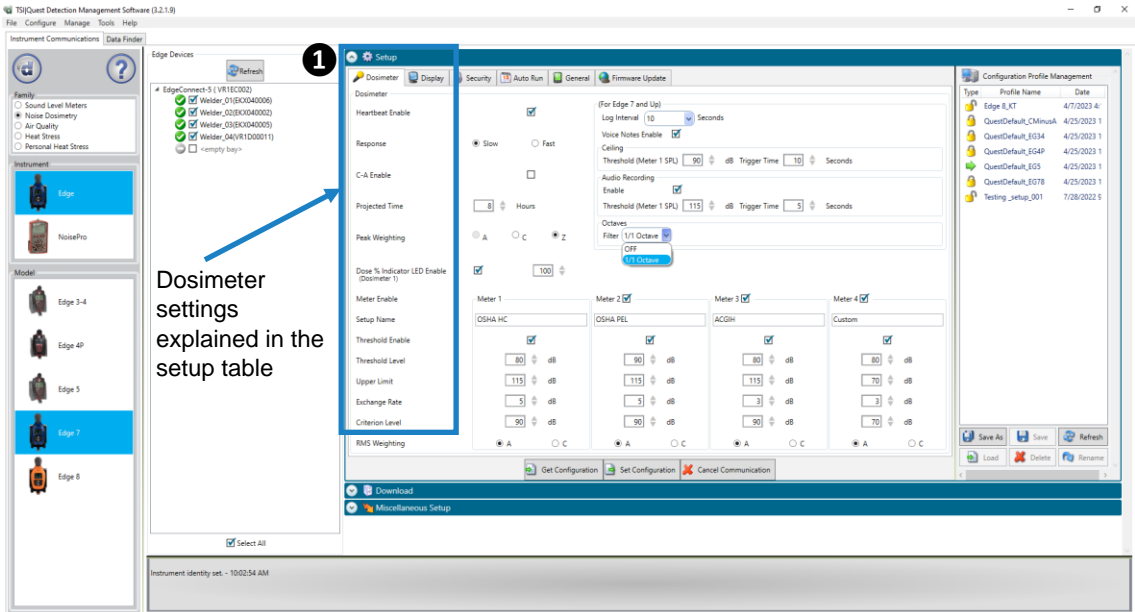 TSI|Quest Detection Management Software (3.2.1.9)
File Configure Manage Tools Help
Instrument Communications Data Finder
Family
Sound Level Meters
Noise Dosimetry
Air Quality
Heat Stress
Personal Heat Stress
Instrument
Edge
NoisePro
Model
Edge 3-4
Edge 4P
Edge 5
Edge 7
Edge 8
Edge Devices
Refresh
EdgeConnect-5 ( VR1EC002)
Welder_01(EKX040006)
Welder_02(EKX040002)
Welder_03(EKX040005)
Welder_04(VR1D00011)
<empty bay>
Select All
1
Dosimeter
settings
explained in the
setup table
Setup
Dosimeter Display Security Auto Run General Firmware Update
Dosimeter
Heartbeat Enable
Response Slow Fast
C-A Enable
Projected Time 8 Hours
Peak Weighting A C Z
Dose % Indicator LED Enable 100
(Dosimeter 1)
(For Edge 7 and Up)
Log Interval 10 Seconds
Voice Notes Enable
Ceiling
Threshold (Meter 1 SPL) 90 dB Trigger Time 10 Seconds
Audio Recording
Enable
Threshold (Meter 1 SPL) 115 dB Trigger Time 5 Seconds
Octaves
Filter 1/1 Octave
OFF
1/1 Octave
Meter Enable Meter 1 Meter 2 Meter 3 Meter 4
Setup Name OSHA HC OSHA PEL ACGIH Custom
Threshold Enable
Threshold Level 80 dB 90 dB 80 dB 80 dB
Upper Limit 115 dB 115 dB 115 dB 70 dB
Exchange Rate 5 dB 5 dB 3 dB 3 dB
Criterion Level 90 dB 90 dB 90 dB 70 dB
RMS Weighting A C A C A C A C
Get Configuration Set Configuration Cancel Communication
Download
Miscellaneous Setup
Configuration Profile Management
Type Profile Name Date
Edge 8_KT 4/7/2023 4:
QuestDefault_CMinusA 4/25/2023 1
QuestDefault_EG34 4/25/2023 1
QuestDefault_EG4P 4/25/2023 1
QuestDefault_EG5 4/25/2023 1
QuestDefault_EG78 4/25/2023 1
Testing _setup_001 7/28/2022 9
Save As Save Refresh
Load Delete Rename
Instrument identity set. - 10:02:54 AM